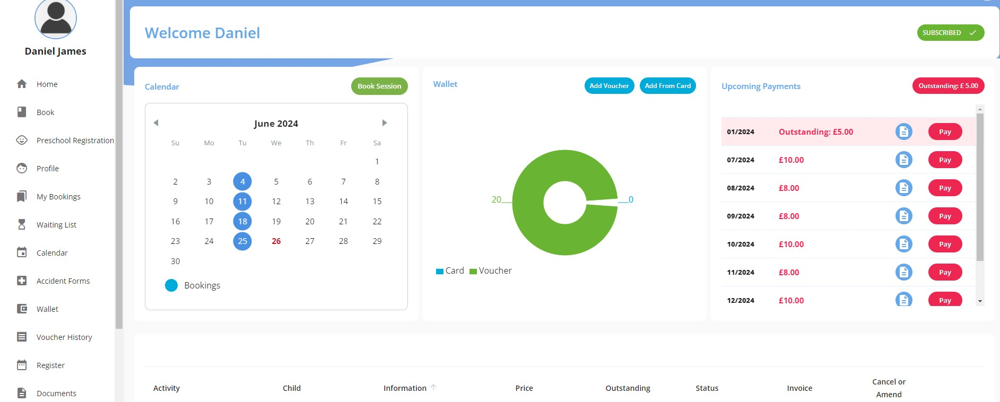 Daniel James
Home
Book
Preschool Registration
Profile
My Bookings
Waiting List
Calendar
Accident Forms
Wallet
Voucher History
Register
Documents
Welcome Daniel
SUBSCRIBED
Calendar
Book Session
June 2024
Su Mo Tu We Th Fr Sa
1
2 3 4 5 6 7 8
9 10 11 12 13 14 15
16 17 18 19 20 21 22
23 24 25 26 27 28 29
30
Bookings
Wallet
Add Voucher
Add From Card
20
0
Card Voucher
Upcoming Payments
Outstanding: £ 5.00
01/2024 Outstanding: £5.00 Pay
07/2024 £10.00 Pay
08/2024 £8.00 Pay
09/2024 £8.00 Pay
10/2024 £10.00 Pay
11/2024 £8.00 Pay
12/2024 £10.00 Pay
Activity Child Information Price Outstanding Status Invoice Cancel or
Amend